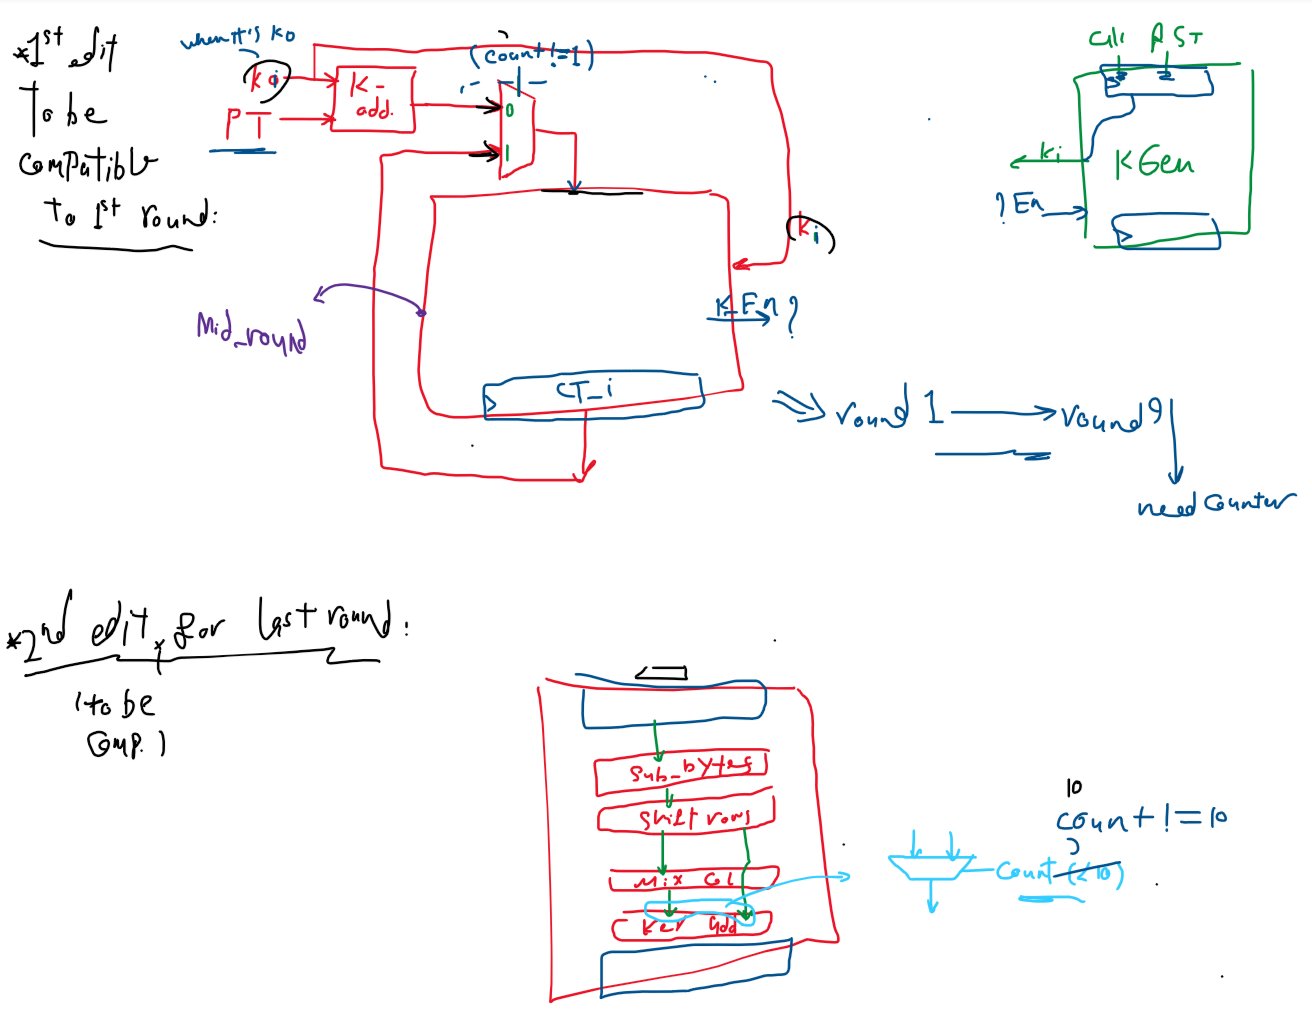 *1st edit
To be
compatible
to 1st round:
when it's k0
ki
PT
K-
add.
(count!=1)
0
1
ki
K_En?
Mid_round
CT_i
clk RST
ki
KGen
?En
round 1
round 9
need counter
*2nd edit for last round:
(to be
comp.)
Sub_bytes
Shift rows
Mix Col
Key add
10
count!=10
count (<10)